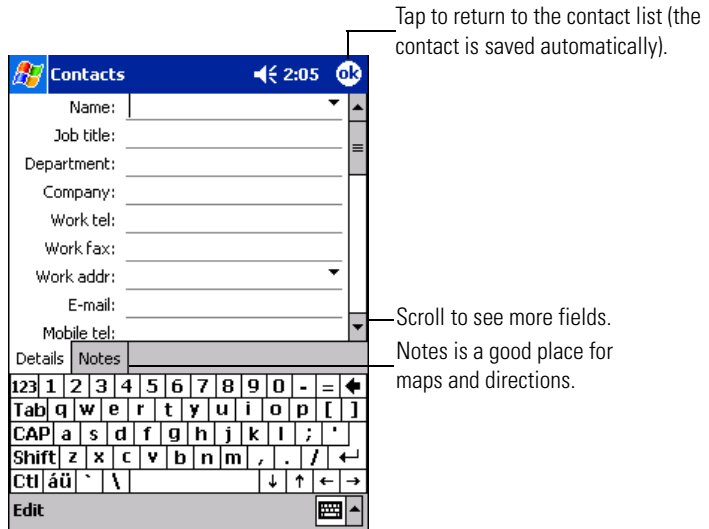 Tap to return to the contact list (the
contact is saved automatically).
Contacts 2:05 ok
Name:
Job title:
Department:
Company:
Work tel:
Work fax:
Work addr:
E-mail:
Mobile tel:
Scroll to see more fields.
Details Notes
Notes is a good place for
maps and directions.
123 1 2 3 4 5 6 7 8 9 0 - = 🡄
Tab q w e r t y u i o p [ ]
CAP a s d f g h j k l ; '
Shift z x c v b n m , . / ↵
Ctl áü ` \ ↓ ↑ ← →
Edit